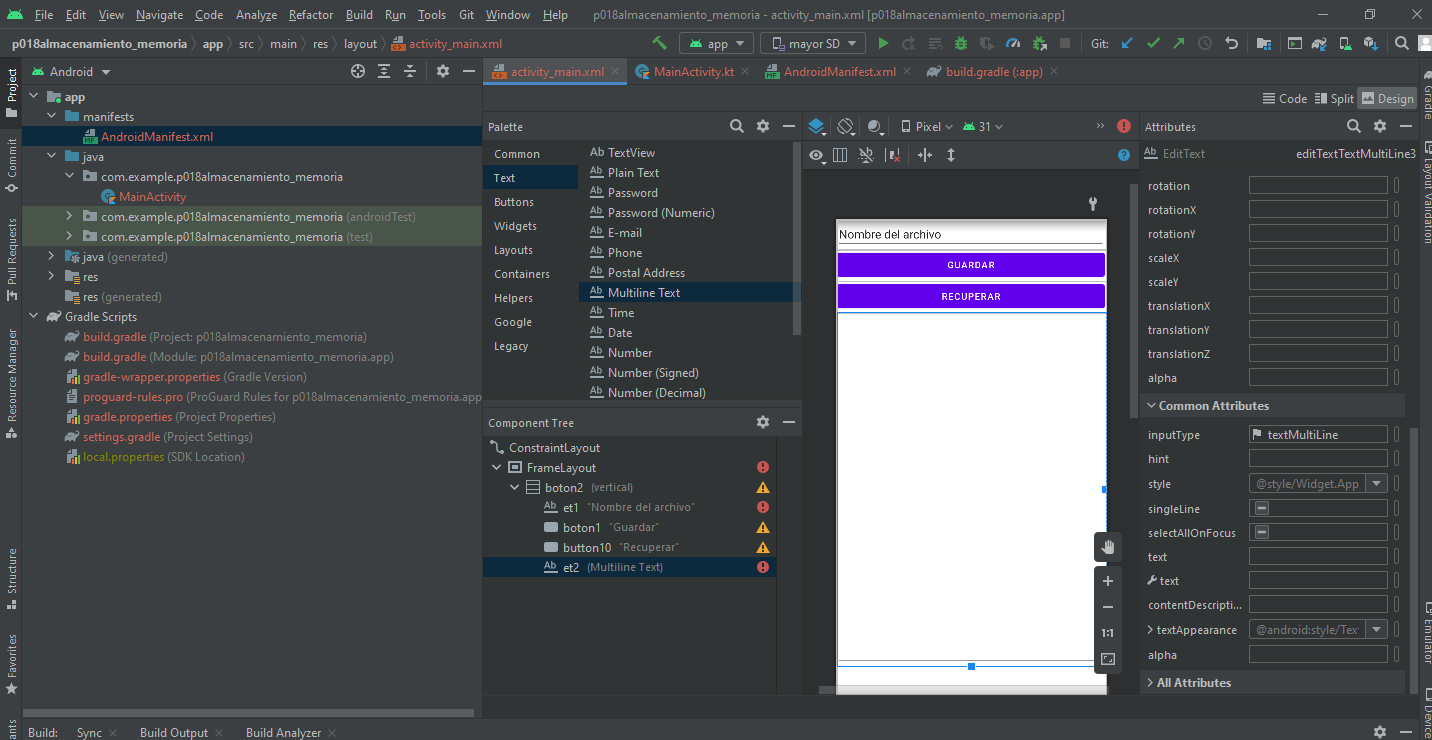 File Edit View Navigate Code Analyze Refactor Build Run Tools Git Window Help p018almacenamiento_memoria - activity_main.xml [p018almacenamiento_memoria.app]
p018almacenamiento_memoria app src main res layout activity_main.xml app mayor SD Git:
Android
app
manifests
AndroidManifest.xml
java
com.example.p018almacenamiento_memoria
MainActivity
com.example.p018almacenamiento_memoria (androidTest)
com.example.p018almacenamiento_memoria (test)
java (generated)
res
res (generated)
Gradle Scripts
build.gradle (Project: p018almacenamiento_memoria)
build.gradle (Module: p018almacenamiento_memoria.app)
gradle-wrapper.properties (Gradle Version)
proguard-rules.pro (ProGuard Rules for p018almacenamiento_memoria.app
gradle.properties (Project Properties)
settings.gradle (Project Settings)
local.properties (SDK Location)
Project
Commit
Pull Requests
Resource Manager
Structure
Favorites
activity_main.xml MainActivity.kt AndroidManifest.xml build.gradle (:app)
Code Split Design
Palette
Common
Text
Buttons
Widgets
Layouts
Containers
Helpers
Google
Legacy
Ab TextView
Ab Plain Text
Ab Password
Ab Password (Numeric)
Ab E-mail
Ab Phone
Ab Postal Address
Ab Multiline Text
Ab Time
Ab Date
Ab Number
Ab Number (Signed)
Ab Number (Decimal)
Component Tree
ConstraintLayout
FrameLayout
boton2 (vertical)
Ab et1 "Nombre del archivo"
boton1 "Guardar"
button10 "Recuperar"
Ab et2 (Multiline Text)
Pixel 31
Nombre del archivo
GUARDAR
RECUPERAR
1:1
Attributes
Ab EditText editTextTextMultiLine3
rotation
rotationX
rotationY
scaleX
scaleY
translationX
translationY
translationZ
alpha
Common Attributes
inputType textMultiLine
hint
style @style/Widget.App
singleLine
selectAllOnFocus
text
text
contentDescripti...
textAppearance @android:style/Tex
alpha
All Attributes
Gradle
Layout Validation
Emulator
Device
Build: Sync Build Output Build Analyzer